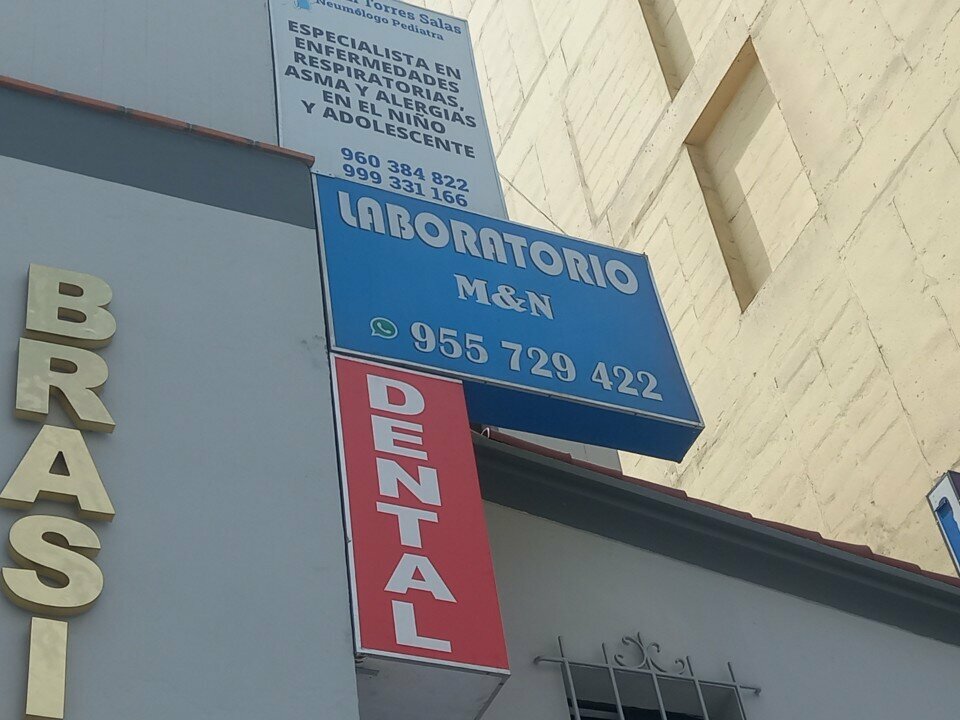 Torres Salas
Neumólogo Pediatra
ESPECIALISTA EN
ENFERMEDADES
RESPIRATORIAS,
ASMA Y ALERGIAS
EN EL NIÑO
Y ADOLESCENTE
960 384 822
999 331 166
LABORATORIO
M&N
955 729 422
DENTAL
BRASI